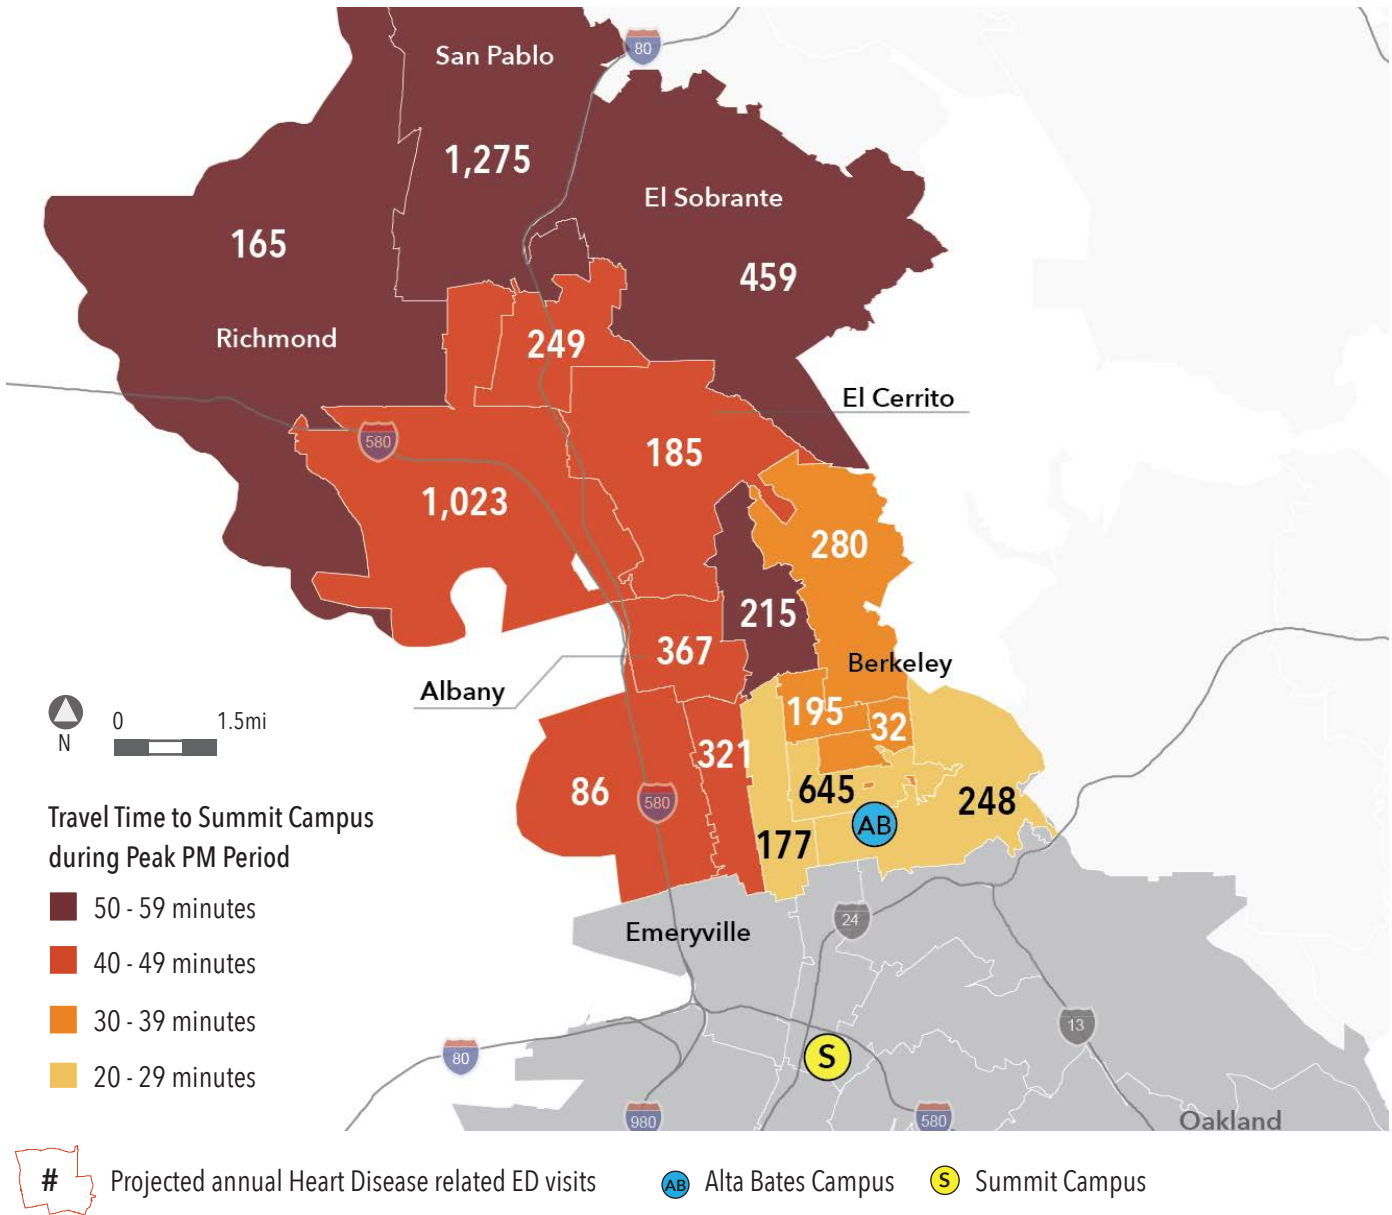 San Pablo
80
1,275
El Sobrante
165
459
Richmond
249
El Cerrito
580
185
1,023
280
215
367
Berkeley
Albany
0 1.5mi
N
195
32
321
86
580
645
248
AB
177
Travel Time to Summit Campus
during Peak PM Period
50 - 59 minutes
40 - 49 minutes
30 - 39 minutes
20 - 29 minutes
24
Emeryville
13
80
S
980
580
Oakland
# Projected annual Heart Disease related ED visits
AB Alta Bates Campus
S Summit Campus